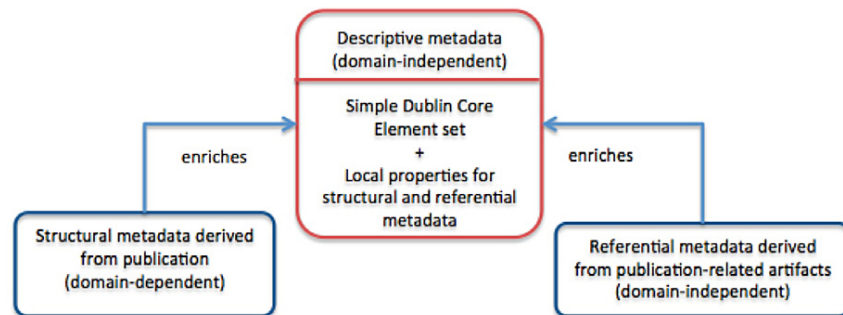 Descriptive metadata
(domain-independent)
Simple Dublin Core
Element set
+
Local properties for
structural and referential
metadata
enriches
enriches
Structural metadata derived
from publication
(domain-dependent)
Referential metadata derived
from publication-related artifacts
(domain-independent)